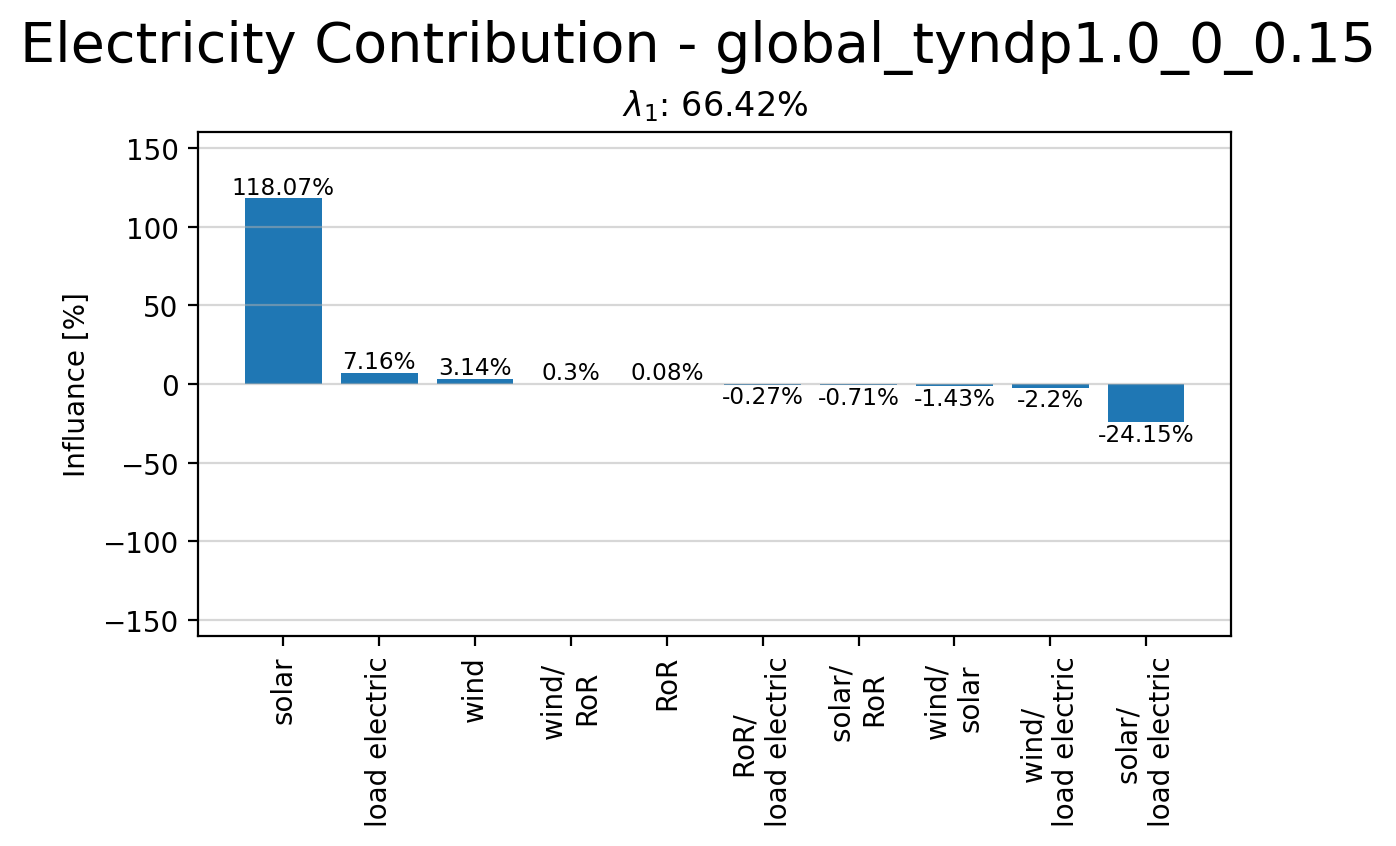 Electricity Contribution - global_tyndp1.0_0_0.15
λ1: 66.42%
Influance [%]
150
100
50
0
−50
−100
−150
118.07%
7.16%
3.14%
0.3%
0.08%
-0.27%
-0.71%
-1.43%
-2.2%
-24.15%
solar
load electric
wind
wind/
RoR
RoR
RoR/
load electric
solar/
RoR
wind/
solar
wind/
load electric
solar/
load electric